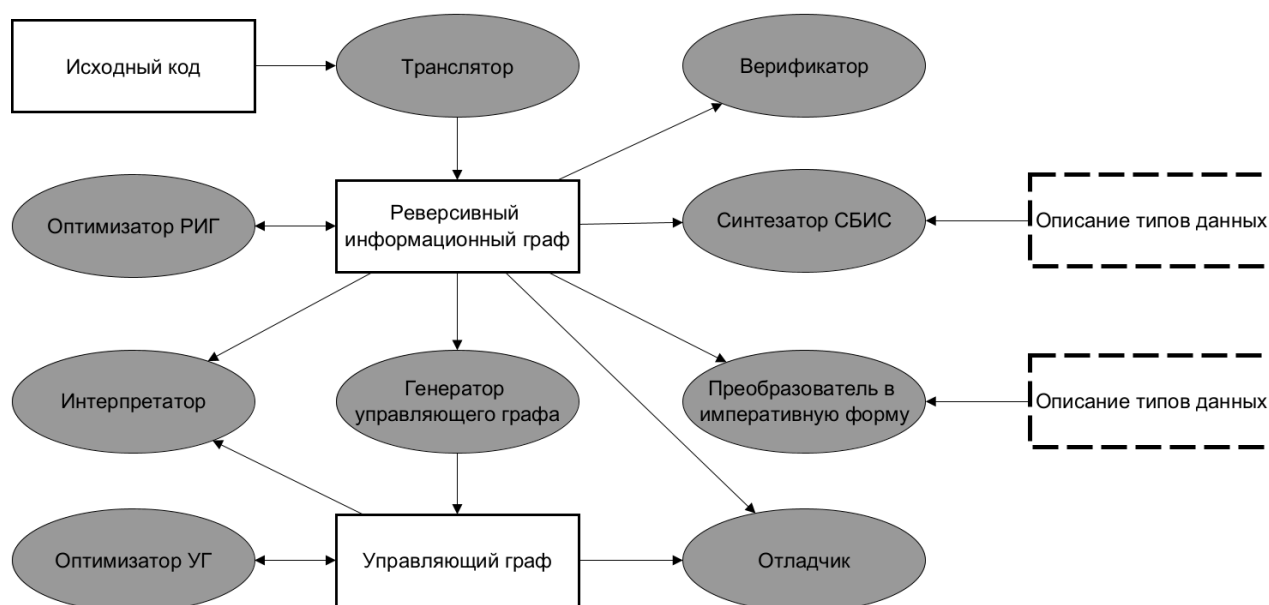 Исходный код
Транслятор
Верификатор
Оптимизатор РИГ
Реверсивный
информационный граф
Синтезатор СБИС
Описание типов данных
Интерпретатор
Генератор
управляющего графа
Преобразователь в
императивную форму
Описание типов данных
Оптимизатор УГ
Управляющий граф
Отладчик